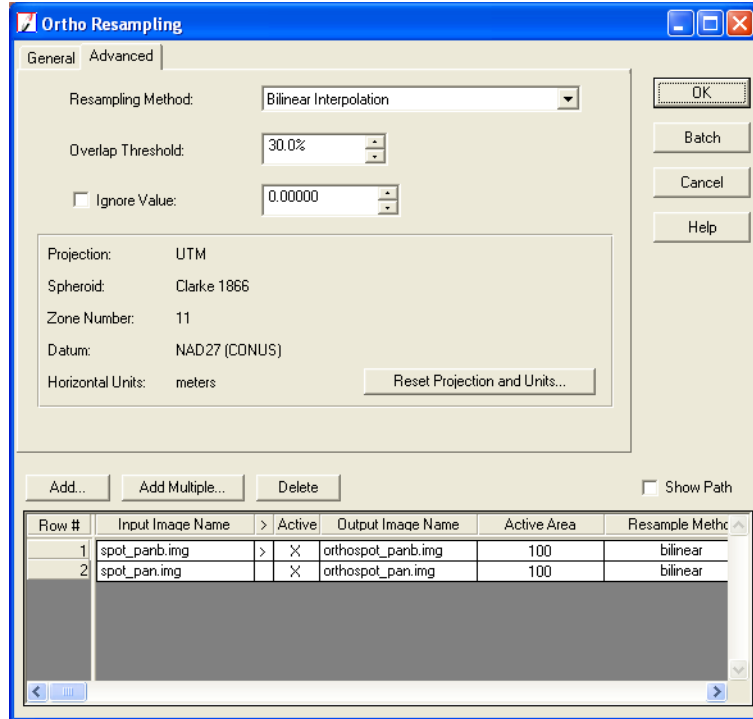 Ortho Resampling
General Advanced
Resampling Method: Bilinear Interpolation
OK
Overlap Threshold: 30.0%
Batch
Ignore Value: 0.00000
Cancel
Help
Projection: UTM
Spheroid: Clarke 1866
Zone Number: 11
Datum: NAD27 (CONUS)
Horizontal Units: meters Reset Projection and Units...
Add... Add Multiple... Delete Show Path
Row # Input Image Name > Active Output Image Name Active Area Resample Metho
1 spot_panb.img > X orthospot_panb.img 100 bilinear
2 spot_pan.img X orthospot_pan.img 100 bilinear